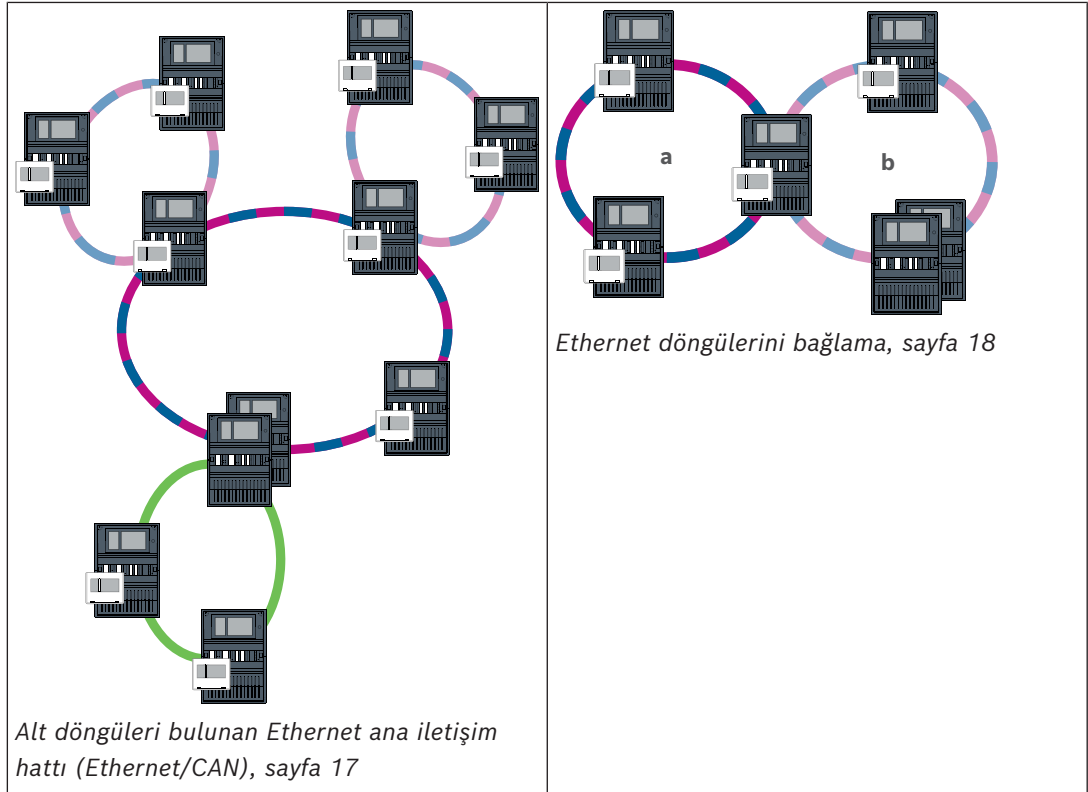 a
b
Ethernet döngülerini bağlama, sayfa 18
Alt döngüleri bulunan Ethernet ana iletişim
hattı (Ethernet/CAN), sayfa 17